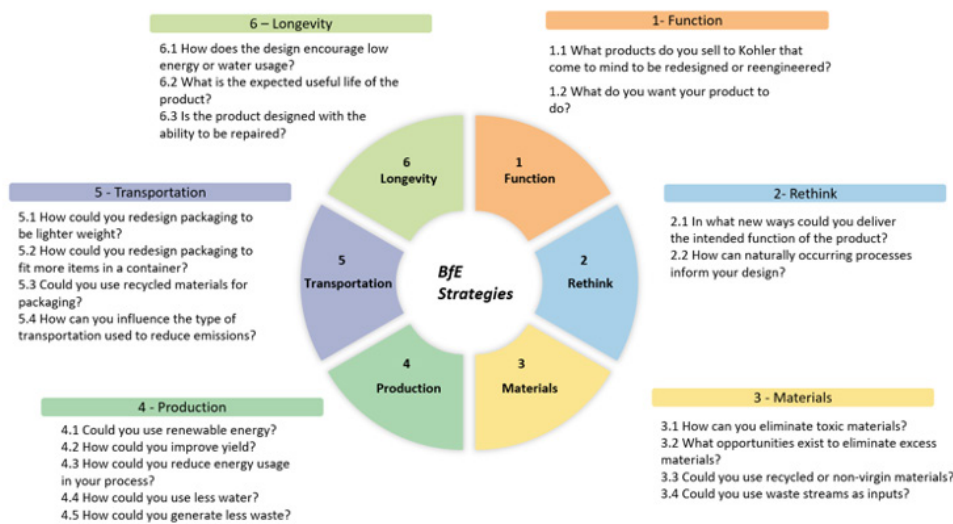 6 – Longevity
6.1 How does the design encourage low
energy or water usage?
6.2 What is the expected useful life of the
product?
6.3 Is the product designed with the
ability to be repaired?
1- Function
1.1 What products do you sell to Kohler that
come to mind to be redesigned or reengineered?
1.2 What do you want your product to
do?
5 - Transportation
5.1 How could you redesign packaging to
be lighter weight?
5.2 How could you redesign packaging to
fit more items in a container?
5.3 Could you use recycled materials for
packaging?
5.4 How can you influence the type of
transportation used to reduce emissions?
2- Rethink
2.1 In what new ways could you deliver
the intended function of the product?
2.2 How can naturally occurring processes
inform your design?
6
Longevity
1
Function
5
Transportation
BfE
Strategies
2
Rethink
4
Production
3
Materials
4 - Production
4.1 Could you use renewable energy?
4.2 How could you improve yield?
4.3 How could you reduce energy usage
in your process?
4.4 How could you use less water?
4.5 How could you generate less waste?
3 - Materials
3.1 How can you eliminate toxic materials?
3.2 What opportunities exist to eliminate excess
materials?
3.3 Could you use recycled or non-virgin materials?
3.4 Could you use waste streams as inputs?